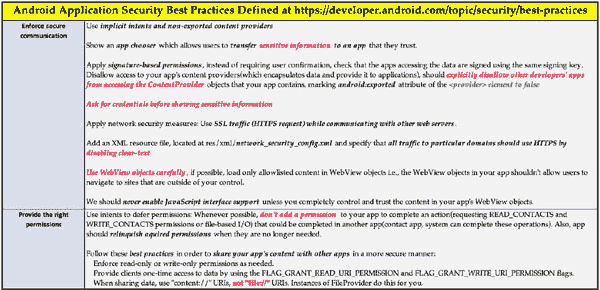 Android Application Security Best Practices Defined at https://developer.android.com/topic/security/best-practices
Enforce secure
communication
Use implicit intents and non-exported content providers
Show an app chooser which allows users to transfer sensitive information to an app that they trust.
Apply signature-based permissions, instead of requiring user confirmation, check that the apps accessing the data are signed using the same signing key.
Disallow access to your app's content providers(which encapsulates data and provide it to applications), should explicitly disallow other developers' apps
from accessing the ContentProvider objects that your app contains, marking android:exported attribute of the <provider> element to false
Ask for credentials before showing sensitive information
Apply network security measures: Use SSL traffic (HTTPS request) while communicating with other web servers.
Add an XML resource file, located at res/xml/network_security_config.xml and specify that all traffic to particular domains should use HTTPS by
disabling clear-text
Use WebView objects carefully, if possible, load only allowlisted content in WebView objects i.e., the WebView objects in your app shouldn't allow users
to navigate to sites that are outside of your control.
We should never enable JavaScript interface support unless you completely control and trust the content in your app's WebView objects.
Provide the right
permissions
Use intents to defer permissions: Whenever possible, don't add a permission to your app to complete an action(requesting READ_CONTACTS and
WRITE_CONTACTS permissions or file-based I/O) that could be completed in another app(contact app, system can complete these operations). Also, app
should relinquish aquired permissions when they are no longer needed.
Follow these best practices in order to share your app's content with other apps in a more secure manner:
Enforce read-only or write-only permissions as needed.
Provide clients one-time access to data by using the FLAG_GRANT_READ_URI_PERMISSION and FLAG_GRANT_WRITE_URI_PERMISSION flags.
When sharing data, use "content://" URIs, not "file://" URIs. Instances of FileProvider do this for you.